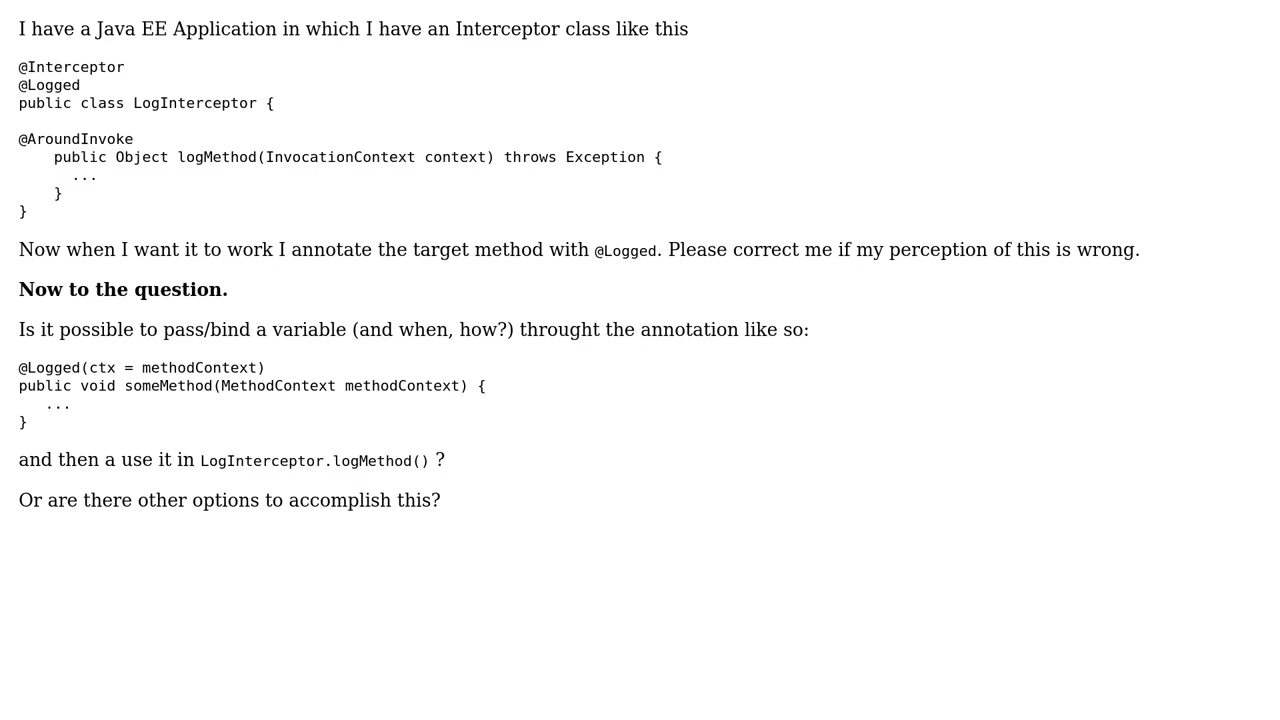 I have a Java EE Application in which I have an Interceptor class like this
@Interceptor
@Logged
public class LogInterceptor {
@AroundInvoke
    public Object logMethod(InvocationContext context) throws Exception {
      ...
    }
}
Now when I want it to work I annotate the target method with @Logged. Please correct me if my perception of this is wrong.
Now to the question.
Is it possible to pass/bind a variable (and when, how?) throught the annotation like so:
@Logged(ctx = methodContext)
public void someMethod(MethodContext methodContext) {
   ...
}
and then a use it in LogInterceptor.logMethod() ?
Or are there other options to accomplish this?